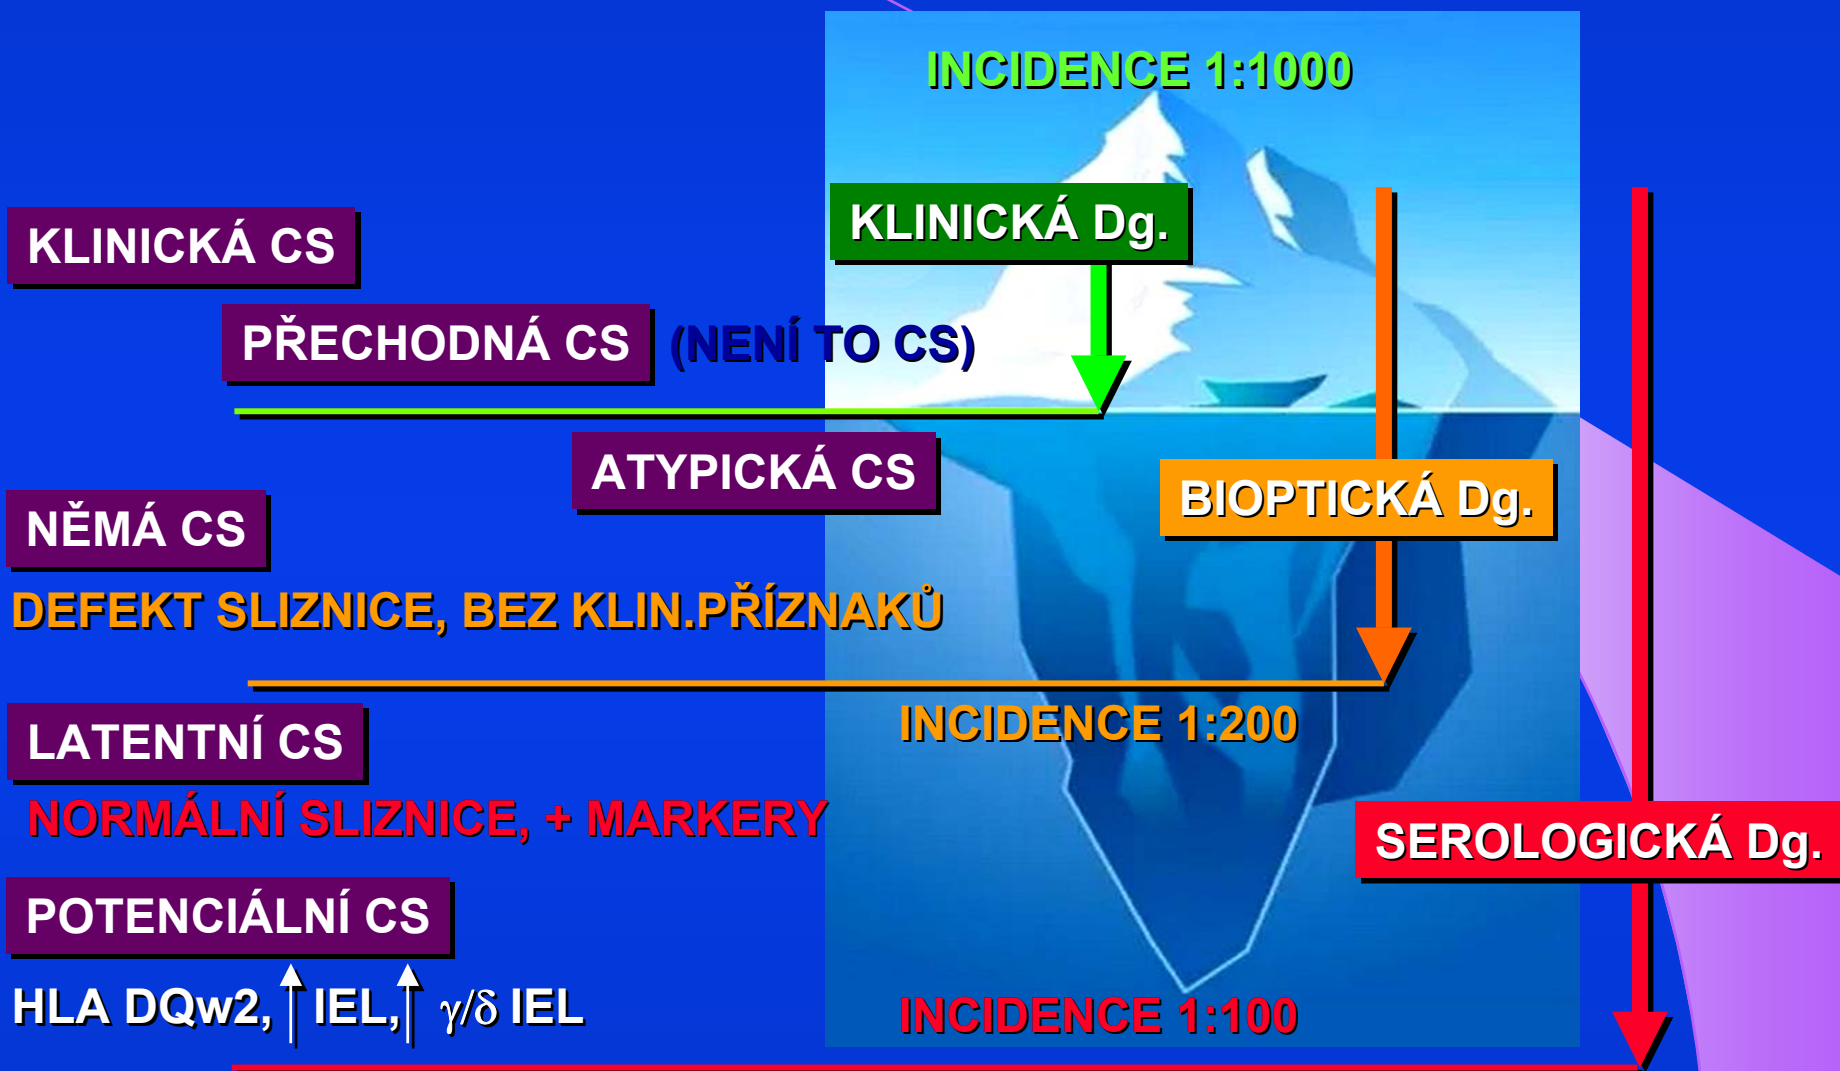 INCIDENCE 1:1000
KLINICKÁ CS
KLINICKÁ Dg.
PŘECHODNÁ CS (NENÍ TO CS)
ATYPICKÁ CS
NĚMÁ CS
BIOPTICKÁ Dg.
DEFEKT SLIZNICE, BEZ KLIN.PŘÍZNAKŮ
LATENTNÍ CS
INCIDENCE 1:200
NORMÁLNÍ SLIZNICE, + MARKERY
SEROLOGICKÁ Dg.
POTENCIÁLNÍ CS
HLA DQw2, ↑ IEL, ↑ γ/δ IEL
INCIDENCE 1:100